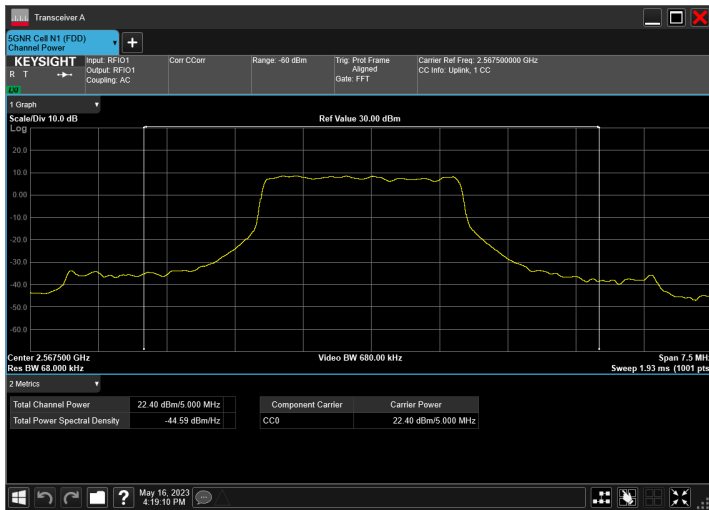 Transceiver A
5GNR Cell N1 (FDD)
Channel Power
KEYSIGHT
R T
LXI
Input: RFIO1
Output: RFIO1
Coupling: AC
Corr CCorr
Range: -60 dBm
Trig: Prot Frame
Aligned
Gate: FFT
Carrier Ref Freq: 2.567500000 GHz
CC Info: Uplink, 1 CC
1 Graph
Scale/Div 10.0 dB
Ref Value 30.00 dBm
Log
20.0
10.0
0.00
-10.0
-20.0
-30.0
-40.0
-50.0
-60.0
Center 2.567500 GHz
Video BW 680.00 kHz
Span 7.5 MHz
Res BW 68.000 kHz
Sweep 1.93 ms (1001 pts
2 Metrics
Total Channel Power 22.40 dBm/5.000 MHz
Total Power Spectral Density -44.59 dBm/Hz
Component Carrier Carrier Power
CC0 22.40 dBm/5.000 MHz
May 16, 2023
4:19:10 PM